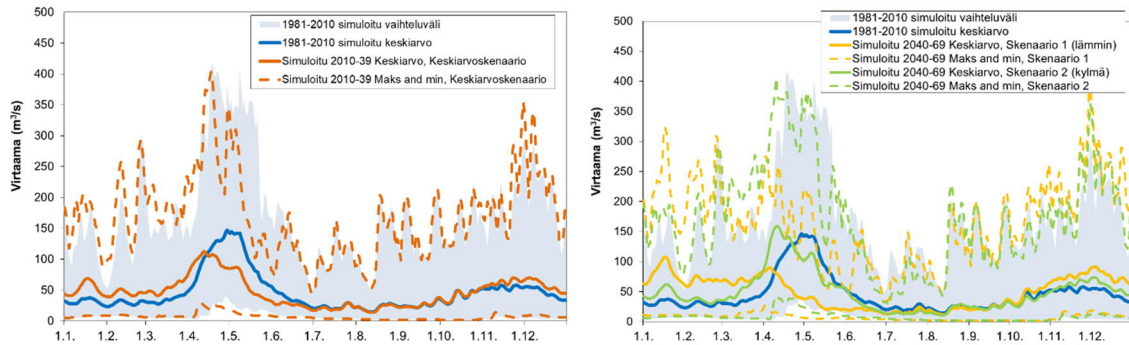 500
450
400
350
300
250
200
150
100
50
0
Virtaama (m³/s)
1981-2010 simuloitu vaihteluväli
1981-2010 simuloitu keskiarvo
Simuloitu 2010-39 Keskiarvo, Keskiarvoskenaario
Simuloitu 2010-39 Maks and min, Keskiarvoskenaario
1.1. 1.2. 1.3. 1.4. 1.5. 1.6. 1.7. 1.8. 1.9. 1.10. 1.11. 1.12.
500
450
400
350
300
250
200
150
100
50
0
Virtaama (m³/s)
1981-2010 simuloitu vaihteluväli
1981-2010 simuloitu keskiarvo
Simuloitu 2040-69 Keskiarvo, Skenaario 1 (lämmin)
Simuloitu 2040-69 Maks and min, Skenaario 1
Simuloitu 2040-69 Keskiarvo, Skenaario 2 (kylmä)
Simuloitu 2040-69 Maks and min, Skenaario 2
1.1. 1.2. 1.3. 1.4. 1.5. 1.6. 1.7. 1.8. 1.9. 1.10. 1.11. 1.12.